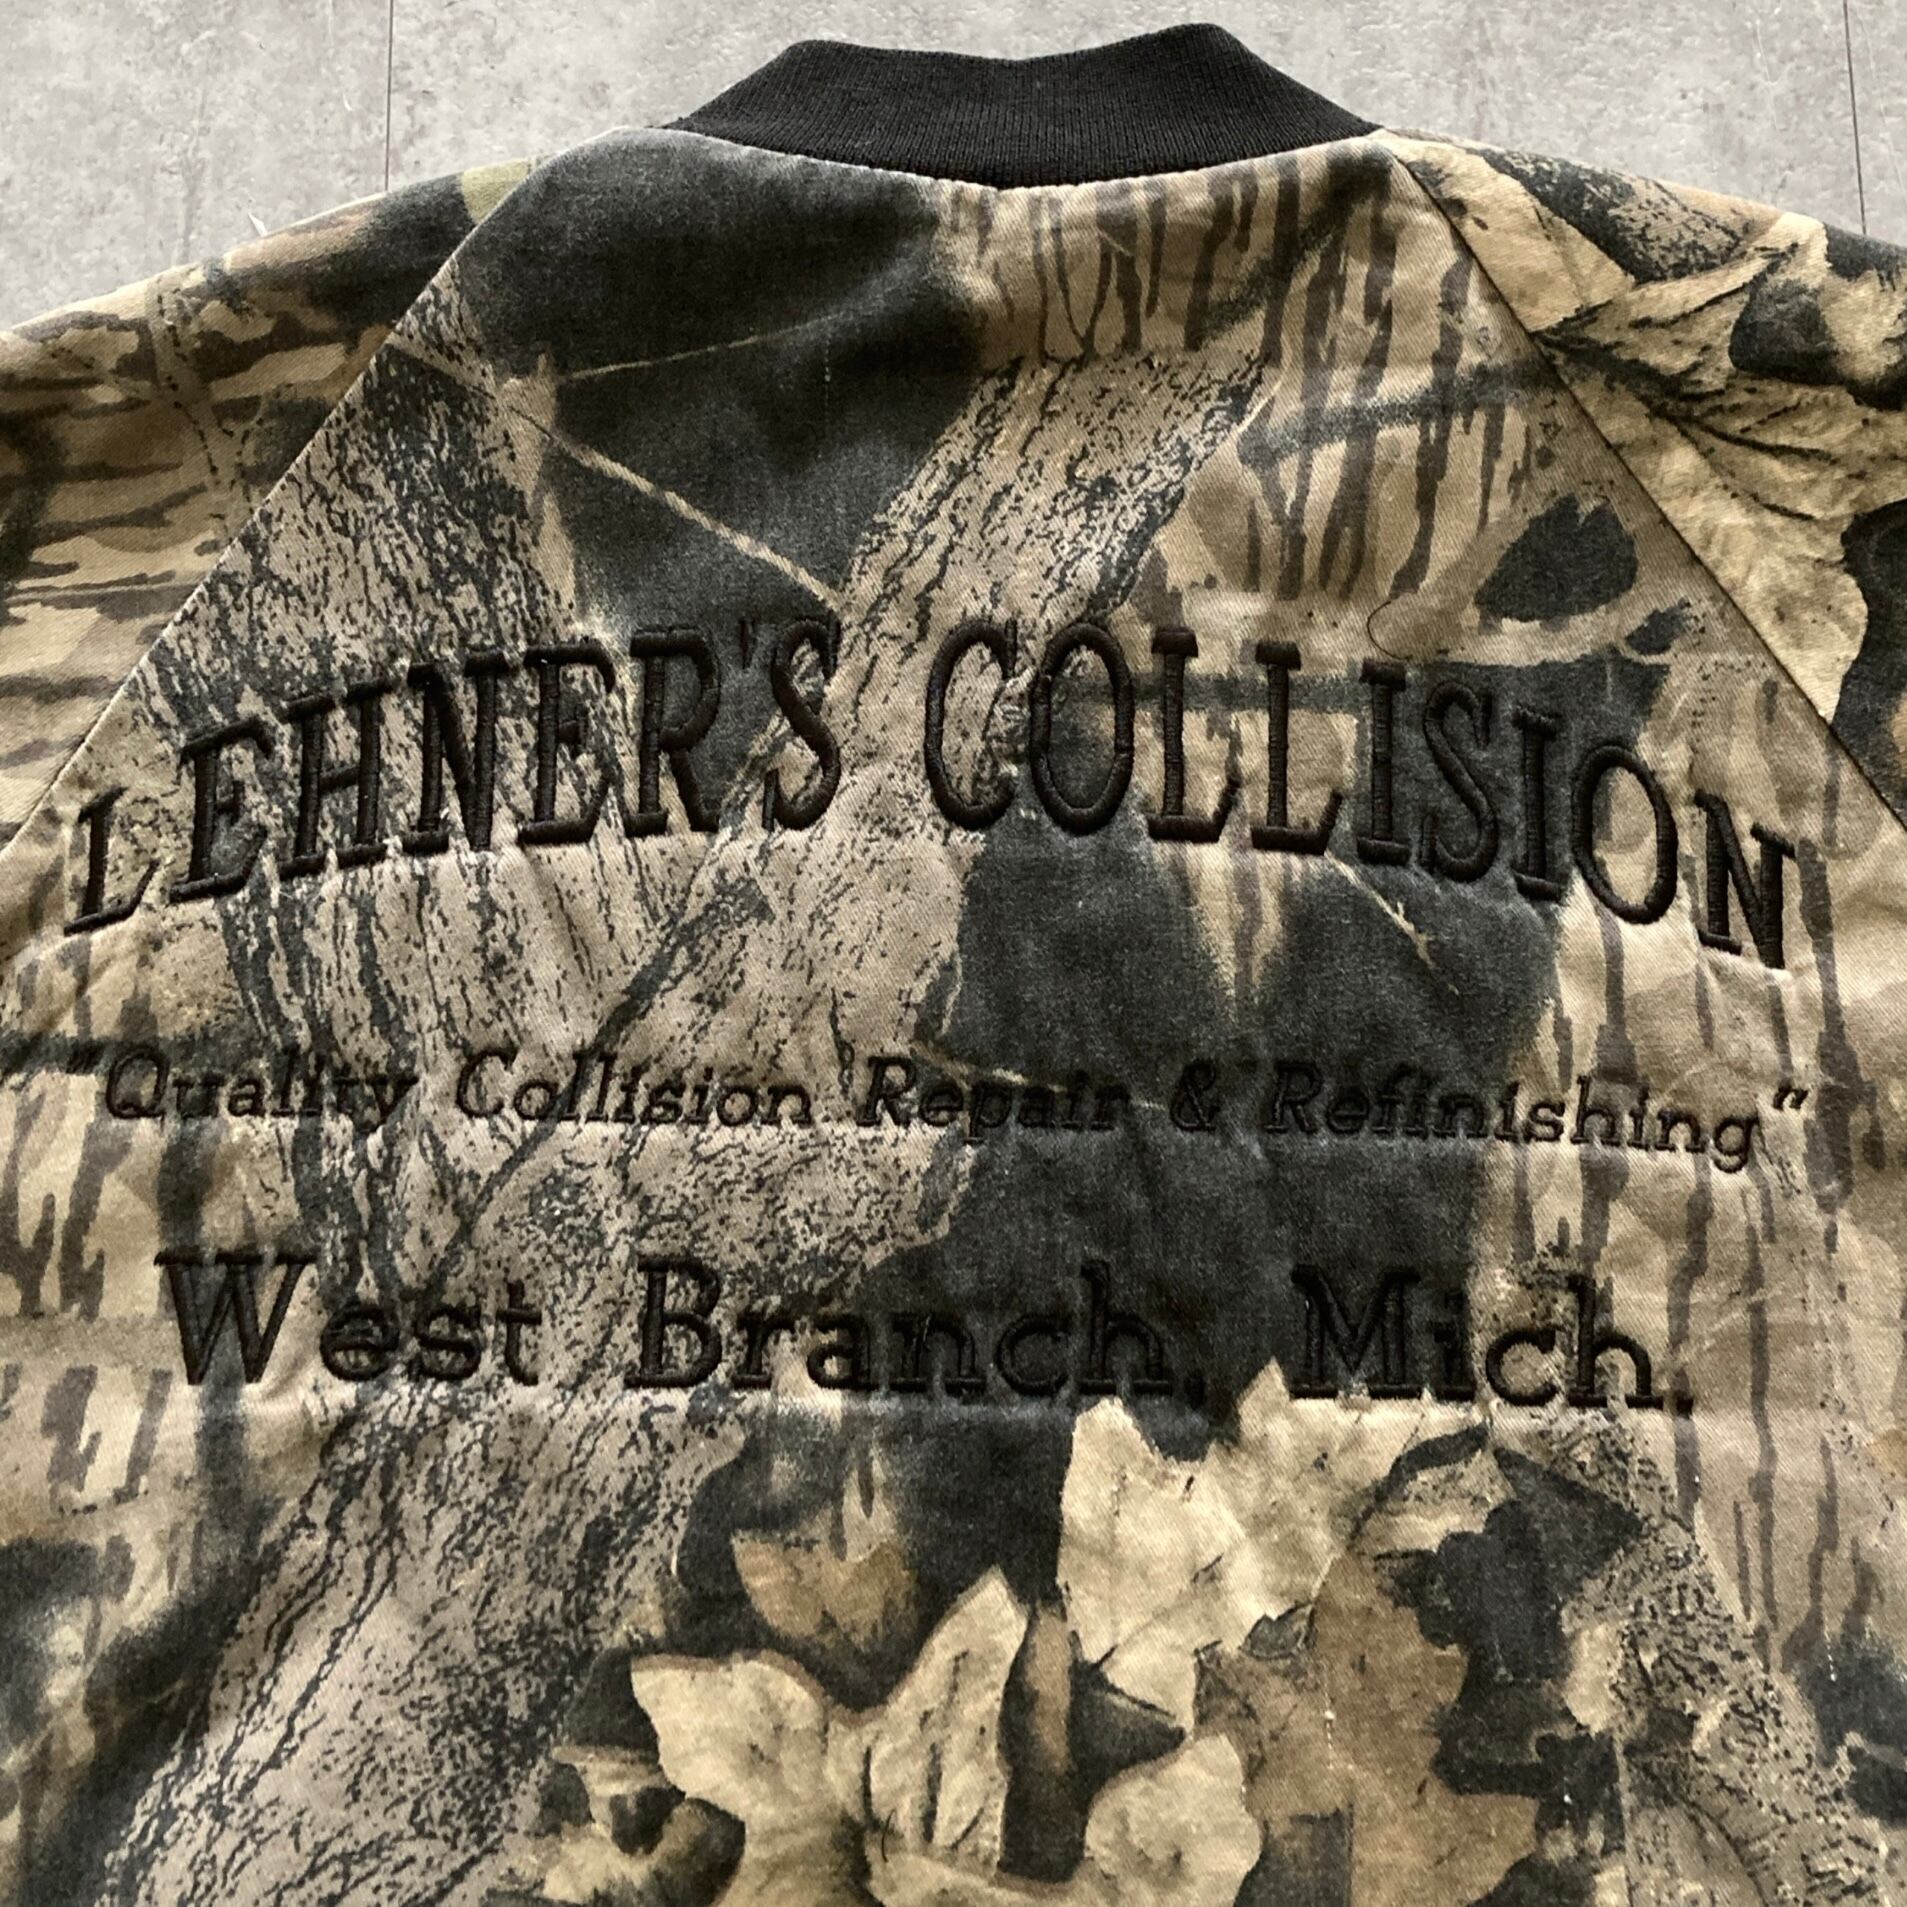 LEHNER'S COLLISION
"Quality Collision Repair & Refinishing"
West Branch, Mich.